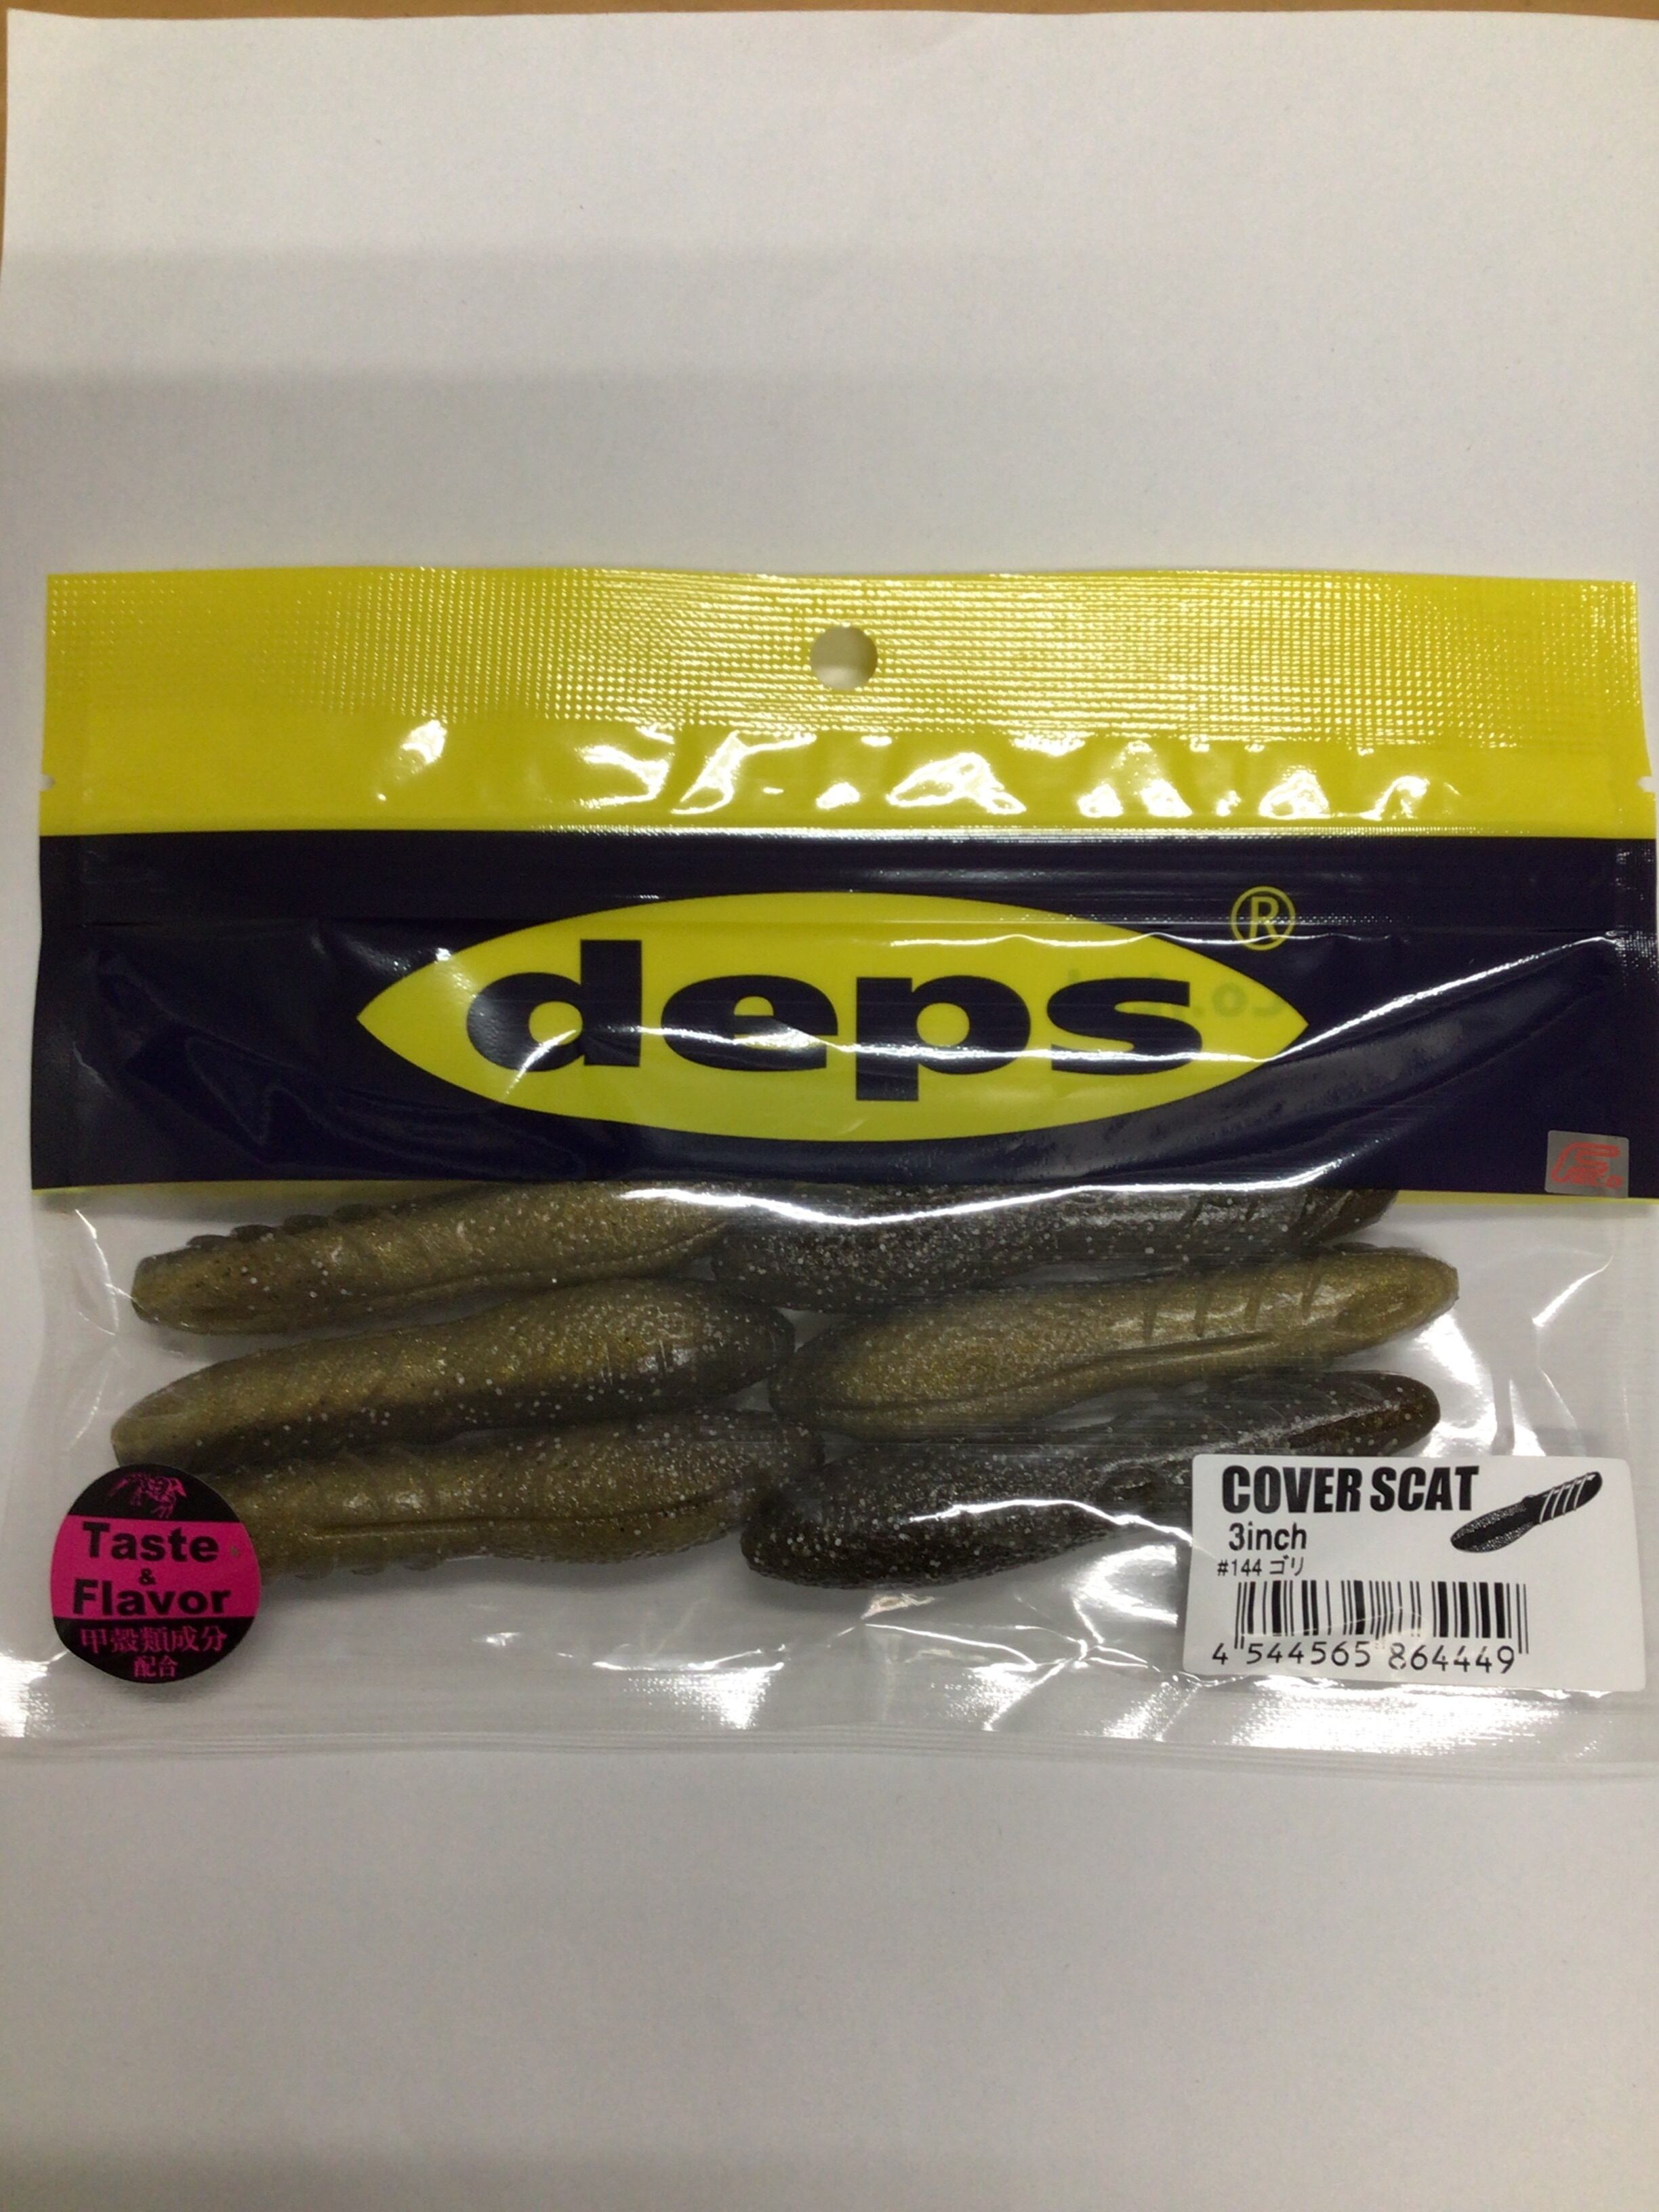 deps®
Taste
&
Flavor
甲殻類成分
配合
COVER SCAT
3inch
#144 ゴリ
4 544565 864449